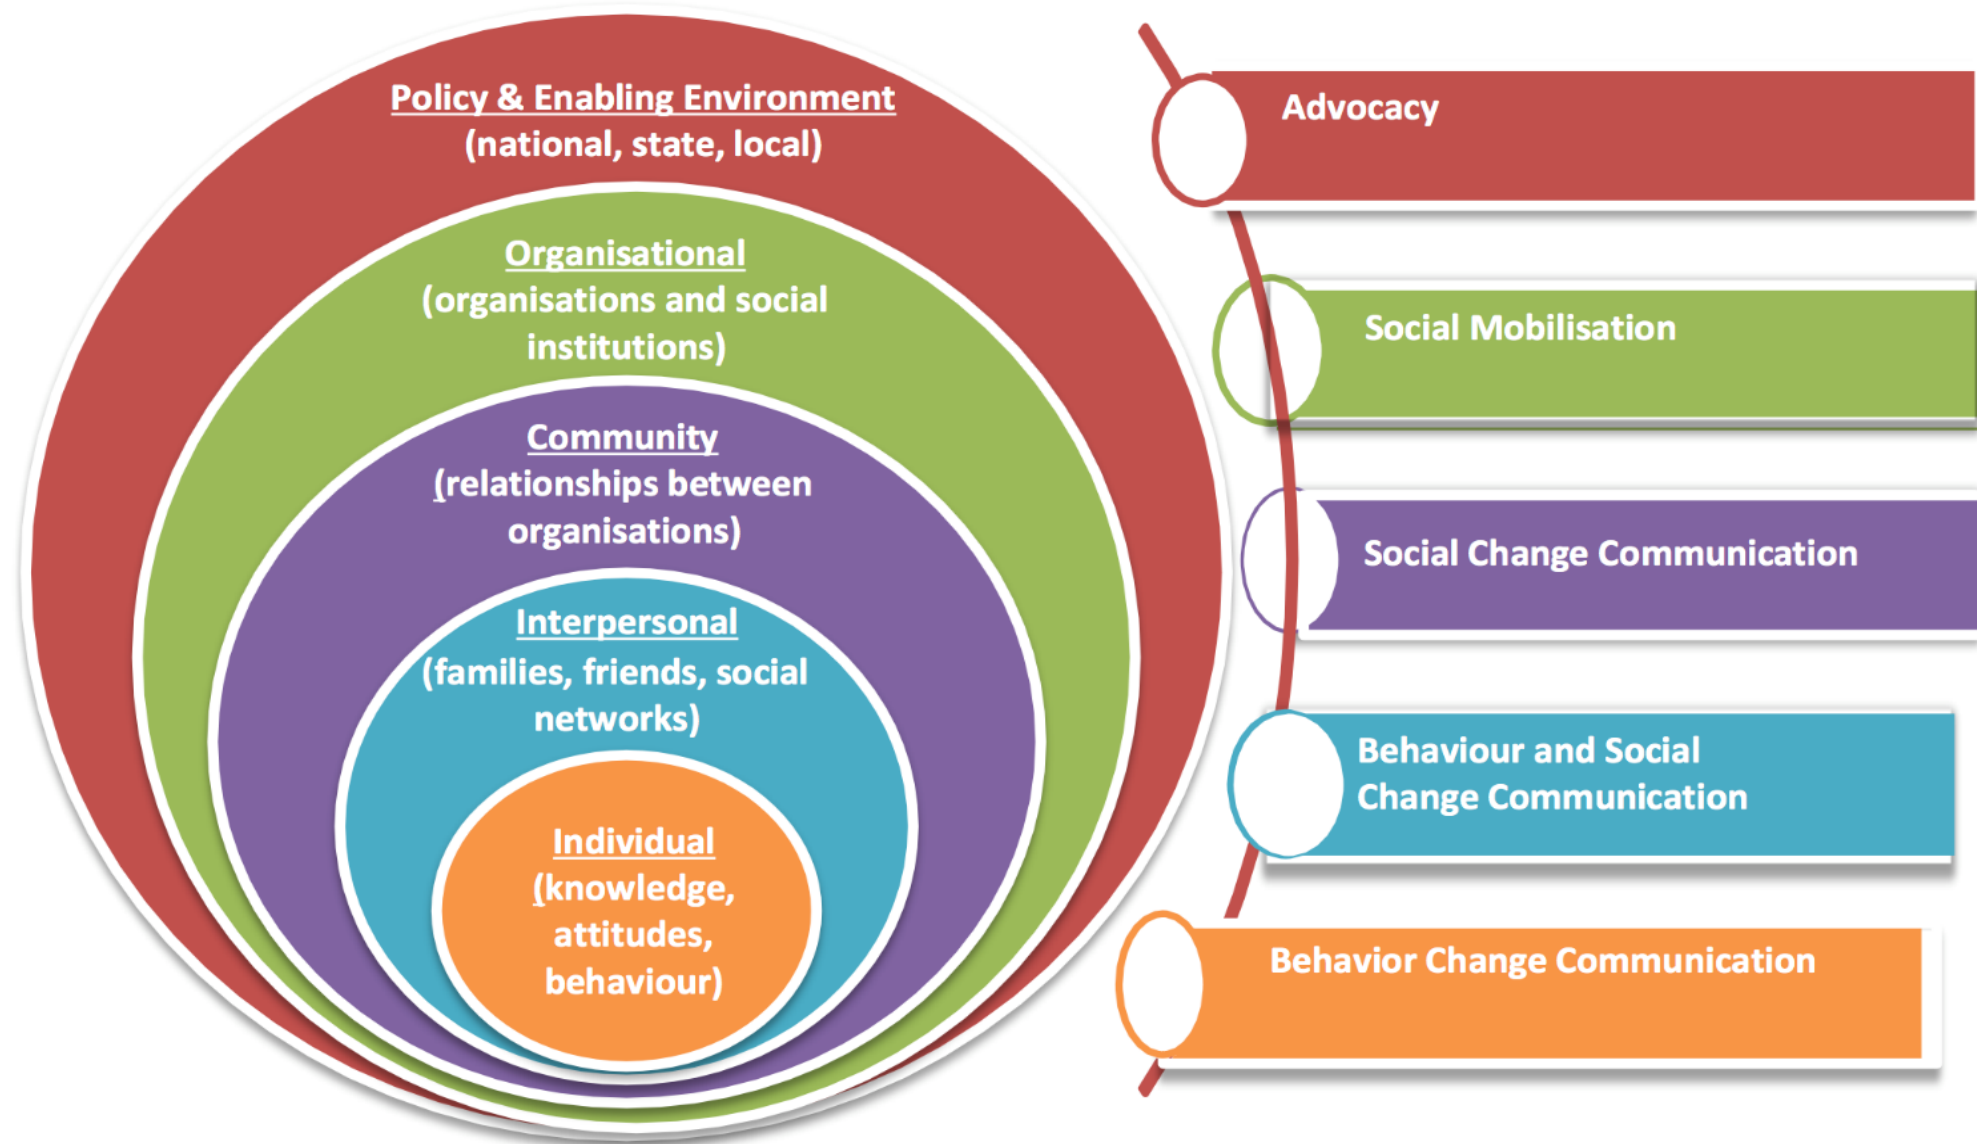 Policy & Enabling Environment
(national, state, local)
Organisational
(organisations and social
institutions)
Community
(relationships between
organisations)
Interpersonal
(families, friends, social
networks)
Individual
(knowledge,
attitudes,
behaviour)
Advocacy
Social Mobilisation
Social Change Communication
Behaviour and Social
Change Communication
Behavior Change Communication